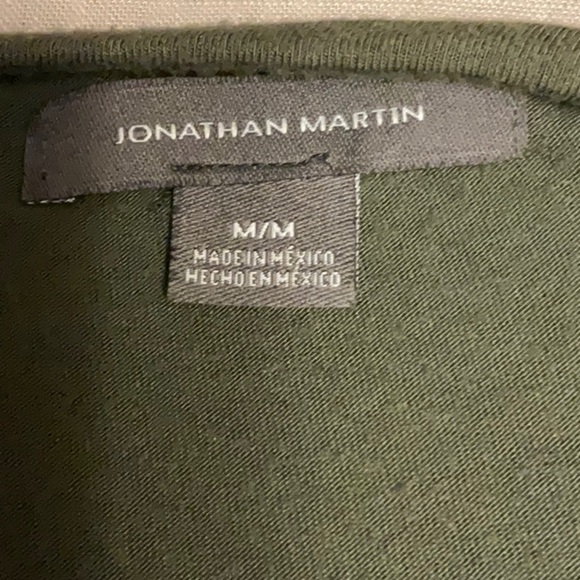 JONATHAN MARTIN
M/M
MADE IN MÉXICO
HECHO EN MÉXICO